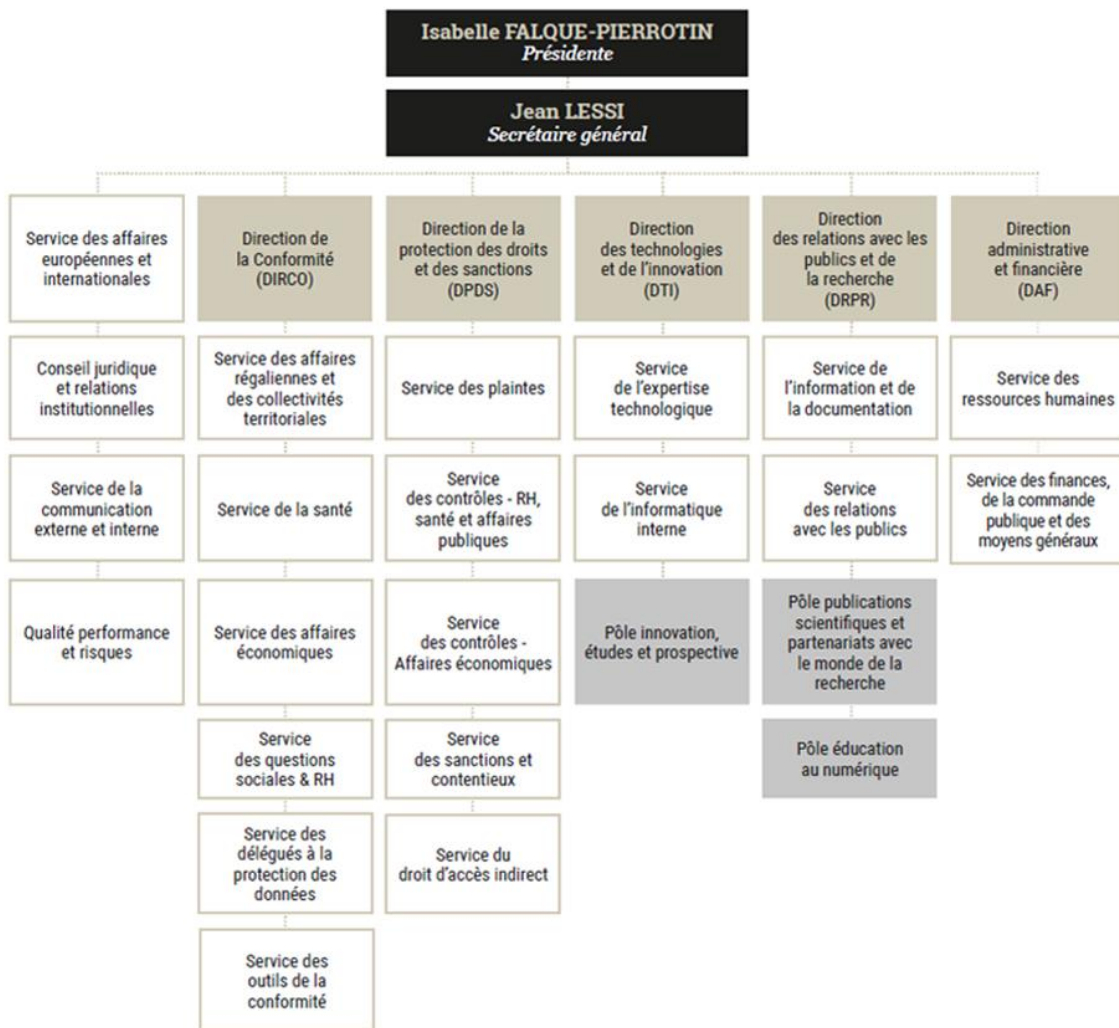 Isabelle FALQUE-PIERROTIN
Présidente
Jean LESSI
Secrétaire général
Service des affaires
européennes et
internationales
Conseil juridique
et relations
institutionnelles
Service de la
communication
externe et interne
Qualité performance
et risques
Direction de
la Conformité
(DIRCO)
Service des affaires
régaliennes et
des collectivités
territoriales
Service de la santé
Service des affaires
économiques
Service
des questions
sociales & RH
Service des
délégués à la
protection des
données
Service des
outils de la
conformité
Direction de la
protection des droits
et des sanctions
(DPDS)
Service des plaintes
Service
des contrôles - RH,
santé et affaires
publiques
Service
des contrôles -
Affaires économiques
Service
des sanctions et
contentieux
Service du
droit d'accès indirect
Direction
des technologies
et de l'innovation
(DTI)
Service
de l'expertise
technologique
Service
de l'informatique
interne
Pôle innovation,
études et prospective
Direction
des relations avec les
publics et de
la recherche
(DRPR)
Service de
l'information et de
la documentation
Service
des relations
avec les publics
Pôle publications
scientifiques et
partenariats avec
le monde de la
recherche
Pôle éducation
au numérique
Direction
administrative
et financière
(DAF)
Service des
ressources humaines
Service des finances,
de la commande
publique et des
moyens généraux